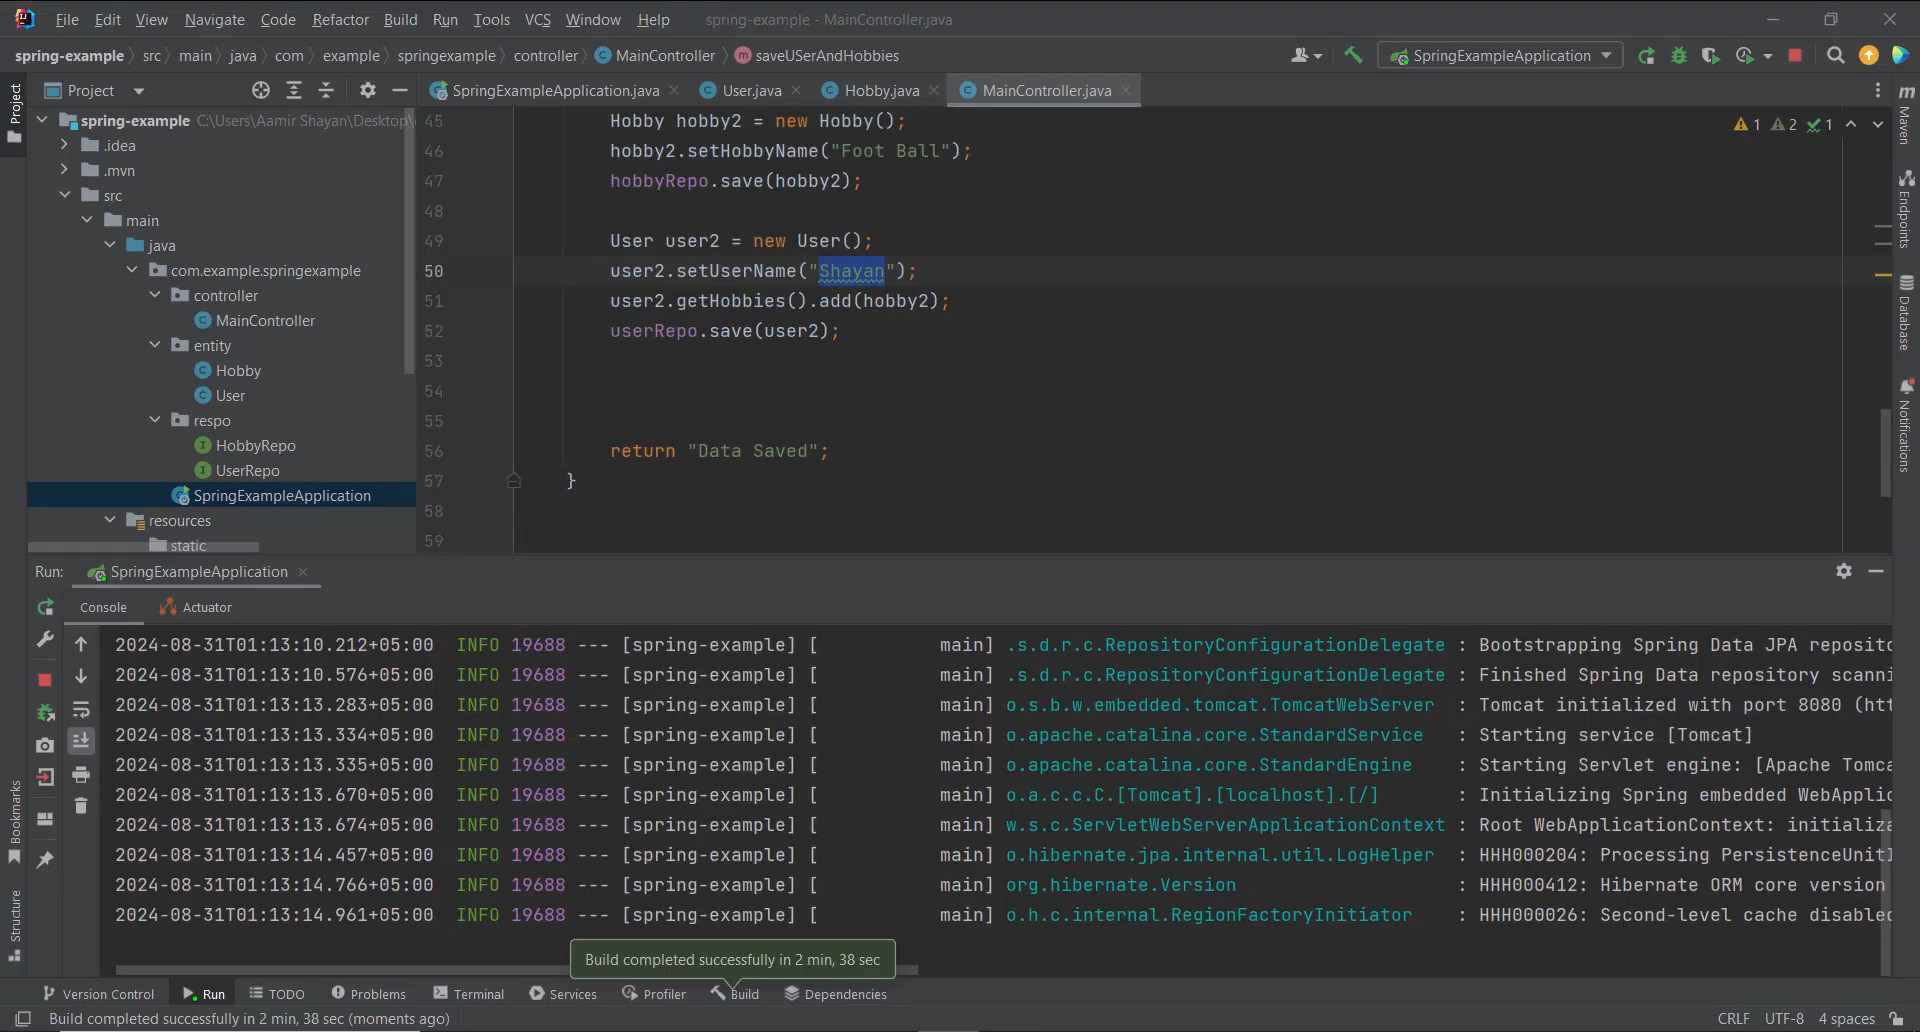 File Edit View Navigate Code Refactor Build Run Tools VCS Window Help spring-example - MainController.java
spring-example src main java com example springexample controller MainController saveUSerAndHobbies SpringExampleApplication
Project
SpringExampleApplication.java User.java Hobby.java MainController.java
Project
spring-example C:\Users\Aamir Shayan\Desktop\
.idea
.mvn
src
main
java
com.example.springexample
controller
MainController
entity
Hobby
User
respo
HobbyRepo
UserRepo
SpringExampleApplication
resources
static
1 2 1
45 Hobby hobby2 = new Hobby();
46 hobby2.setHobbyName("Foot Ball");
47 hobbyRepo.save(hobby2);
48
49 User user2 = new User();
50 user2.setUserName("Shayan");
51 user2.getHobbies().add(hobby2);
52 userRepo.save(user2);
53
54
55
56 return "Data Saved";
57 }
58
59
Maven
Endpoints
Database
Notifications
Run: SpringExampleApplication
Console Actuator
2024-08-31T01:13:10.212+05:00 INFO 19688 --- [spring-example] [ main] .s.d.r.c.RepositoryConfigurationDelegate : Bootstrapping Spring Data JPA reposito
2024-08-31T01:13:10.576+05:00 INFO 19688 --- [spring-example] [ main] .s.d.r.c.RepositoryConfigurationDelegate : Finished Spring Data repository scanni
2024-08-31T01:13:13.283+05:00 INFO 19688 --- [spring-example] [ main] o.s.b.w.embedded.tomcat.TomcatWebServer : Tomcat initialized with port 8080 (htt
2024-08-31T01:13:13.334+05:00 INFO 19688 --- [spring-example] [ main] o.apache.catalina.core.StandardService : Starting service [Tomcat]
2024-08-31T01:13:13.335+05:00 INFO 19688 --- [spring-example] [ main] o.apache.catalina.core.StandardEngine : Starting Servlet engine: [Apache Tomca
2024-08-31T01:13:13.670+05:00 INFO 19688 --- [spring-example] [ main] o.a.c.c.C.[Tomcat].[localhost].[/] : Initializing Spring embedded WebApplic
2024-08-31T01:13:13.674+05:00 INFO 19688 --- [spring-example] [ main] w.s.c.ServletWebServerApplicationContext : Root WebApplicationContext: initializa
2024-08-31T01:13:14.457+05:00 INFO 19688 --- [spring-example] [ main] o.hibernate.jpa.internal.util.LogHelper : HHH000204: Processing PersistenceUnitI
2024-08-31T01:13:14.766+05:00 INFO 19688 --- [spring-example] [ main] org.hibernate.Version : HHH000412: Hibernate ORM core version
2024-08-31T01:13:14.961+05:00 INFO 19688 --- [spring-example] [ main] o.h.c.internal.RegionFactoryInitiator : HHH000026: Second-level cache disabled
Bookmarks
Structure
Build completed successfully in 2 min, 38 sec
Version Control Run TODO Problems Terminal Services Profiler Build Dependencies
Build completed successfully in 2 min, 38 sec (moments ago) CRLF UTF-8 4 spaces